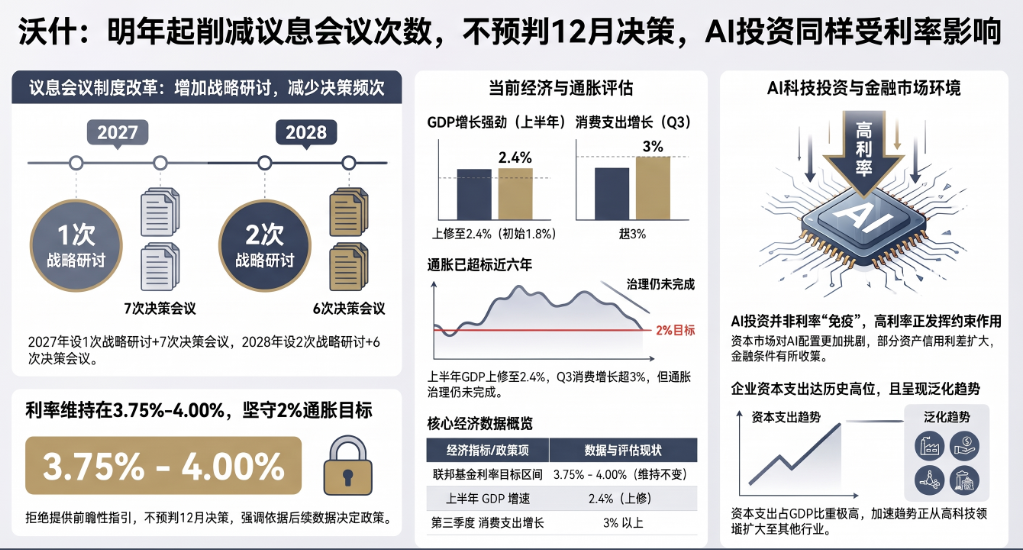 沃什：明年起削减议息会议次数，不预判12月决策，AI投资同样受利率影响
议息会议制度改革：增加战略研讨，减少决策频次
2027
2028
1次
战略研讨
2次
战略研讨
7次决策会议
6次决策会议
2027年设1次战略研讨+7次决策会议，2028年设2次战略研讨+6
次决策会议。
利率维持在3.75%-4.00%，坚守2%通胀目标
3.75% - 4.00%
拒绝提供前瞻性指引，不预判12月决策，强调依据后续数据决定政策。
当前经济与通胀评估
GDP增长强劲（上半年）
消费支出增长（Q3）
2.4%
3%
上修至2.4%（初始1.8%）
超3%
通胀已超标近六年
治理仍未完成
2%目标
上半年GDP上修至2.4%，Q3消费增长超3%，但通胀
治理仍未完成。
核心经济数据概览
经济指标/政策项
数据与评估现状
联邦基金利率目标区间
3.75% - 4.00%（维持不变）
上半年 GDP 增速
2.4%（上修）
第三季度 消费支出增长
3% 以上
AI科技投资与金融市场环境
高利率
AI
AI投资并非利率“免疫”，高利率正发挥约束作用
资本市场对AI配置更加挑剧，部分资产信用利差扩大，
金融条件有所收紧。
企业资本支出达历史高位，且呈现泛化趋势
资本支出趋势
泛化趋势
资本支出占GDP比重极高，加速趋势正从高科技领
域扩大至其他行业。